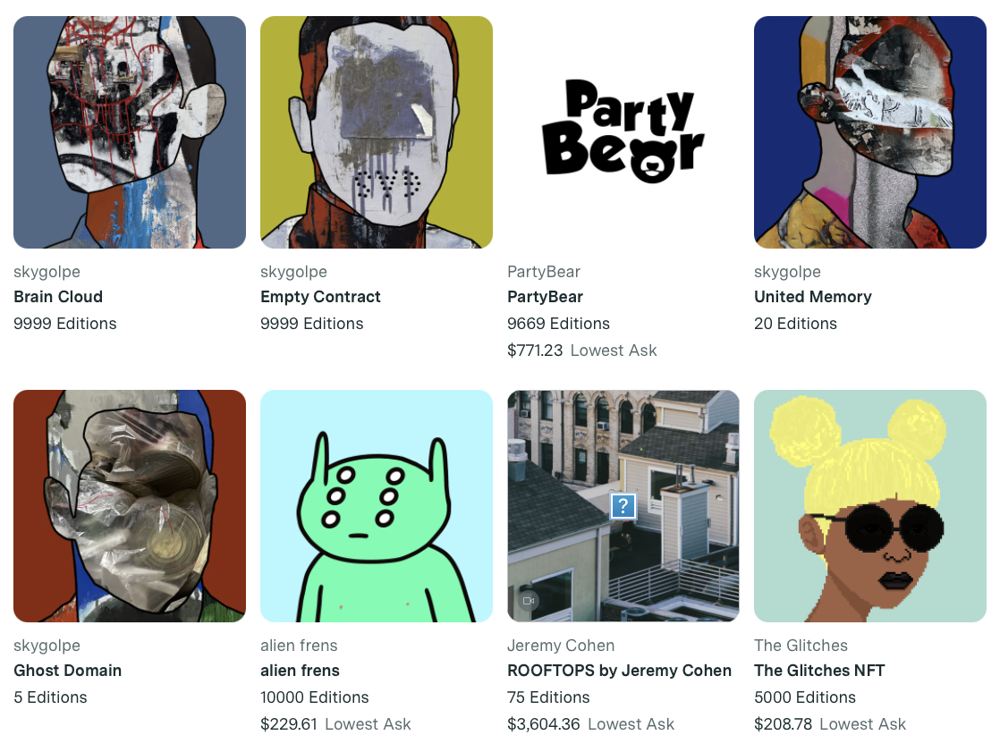 Party
Bear
skygolpe
Brain Cloud
9999 Editions
skygolpe
Empty Contract
9999 Editions
PartyBear
PartyBear
9669 Editions
$771.23 Lowest Ask
skygolpe
United Memory
20 Editions
?
skygolpe
Ghost Domain
5 Editions
alien frens
alien frens
10000 Editions
$229.61 Lowest Ask
Jeremy Cohen
ROOFTOPS by Jeremy Cohen
75 Editions
$3,604.36 Lowest Ask
The Glitches
The Glitches NFT
5000 Editions
$208.78 Lowest Ask